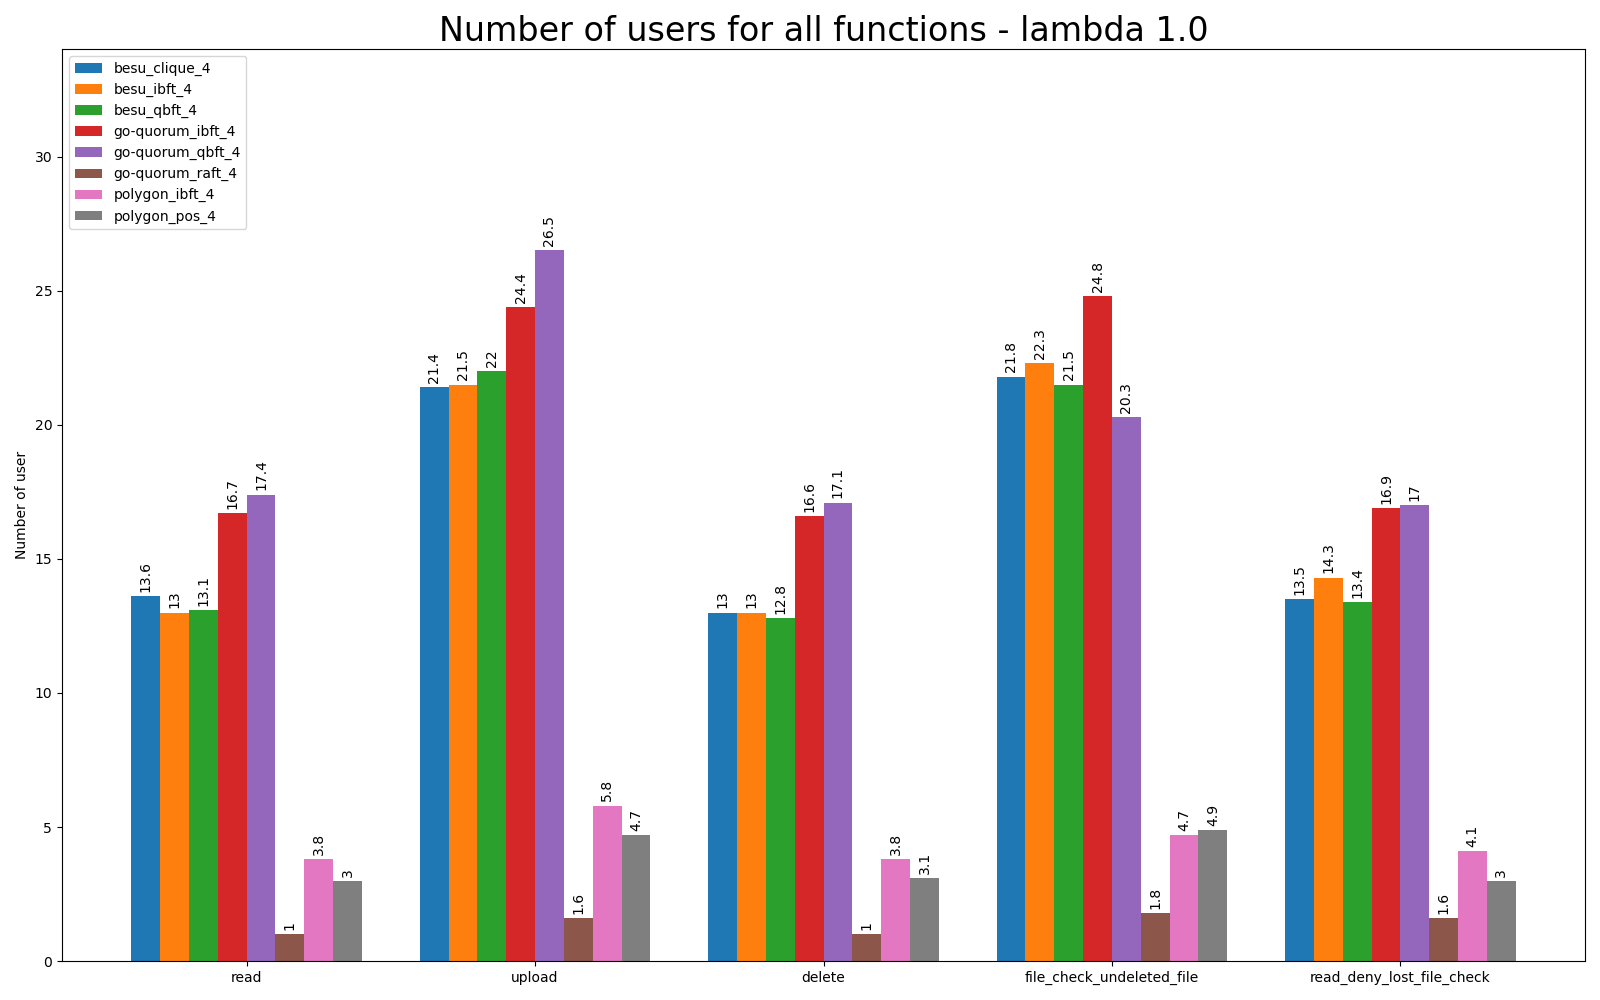 Number of users for all functions - lambda 1.0
besu_clique_4
besu_ibft_4
besu_qbft_4
go-quorum_ibft_4
go-quorum_qbft_4
go-quorum_raft_4
polygon_ibft_4
polygon_pos_4
Number of user
30
25
20
15
10
5
0
13.6 13 13.1 16.7 17.4 1 3.8 3
21.4 21.5 22 24.4 26.5 1.6 5.8 4.7
13 13 12.8 16.6 17.1 1 3.8 3.1
21.8 22.3 21.5 24.8 20.3 1.8 4.7 4.9
13.5 14.3 13.4 16.9 17 1.6 4.1 3
read upload delete file_check_undeleted_file read_deny_lost_file_check